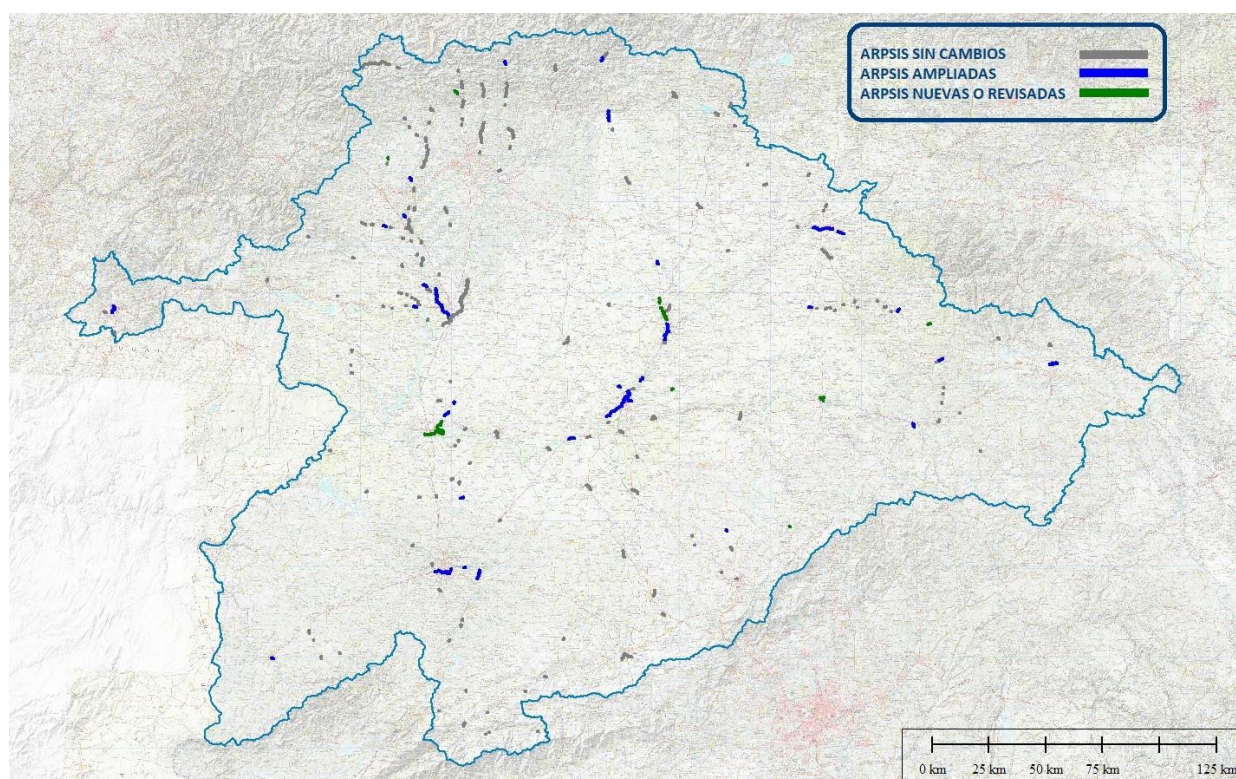 ARPSIS SIN CAMBIOS
ARPSIS AMPLIADAS
ARPSIS NUEVAS O REVISADAS
0 km 25 km 50 km 75 km 125 km